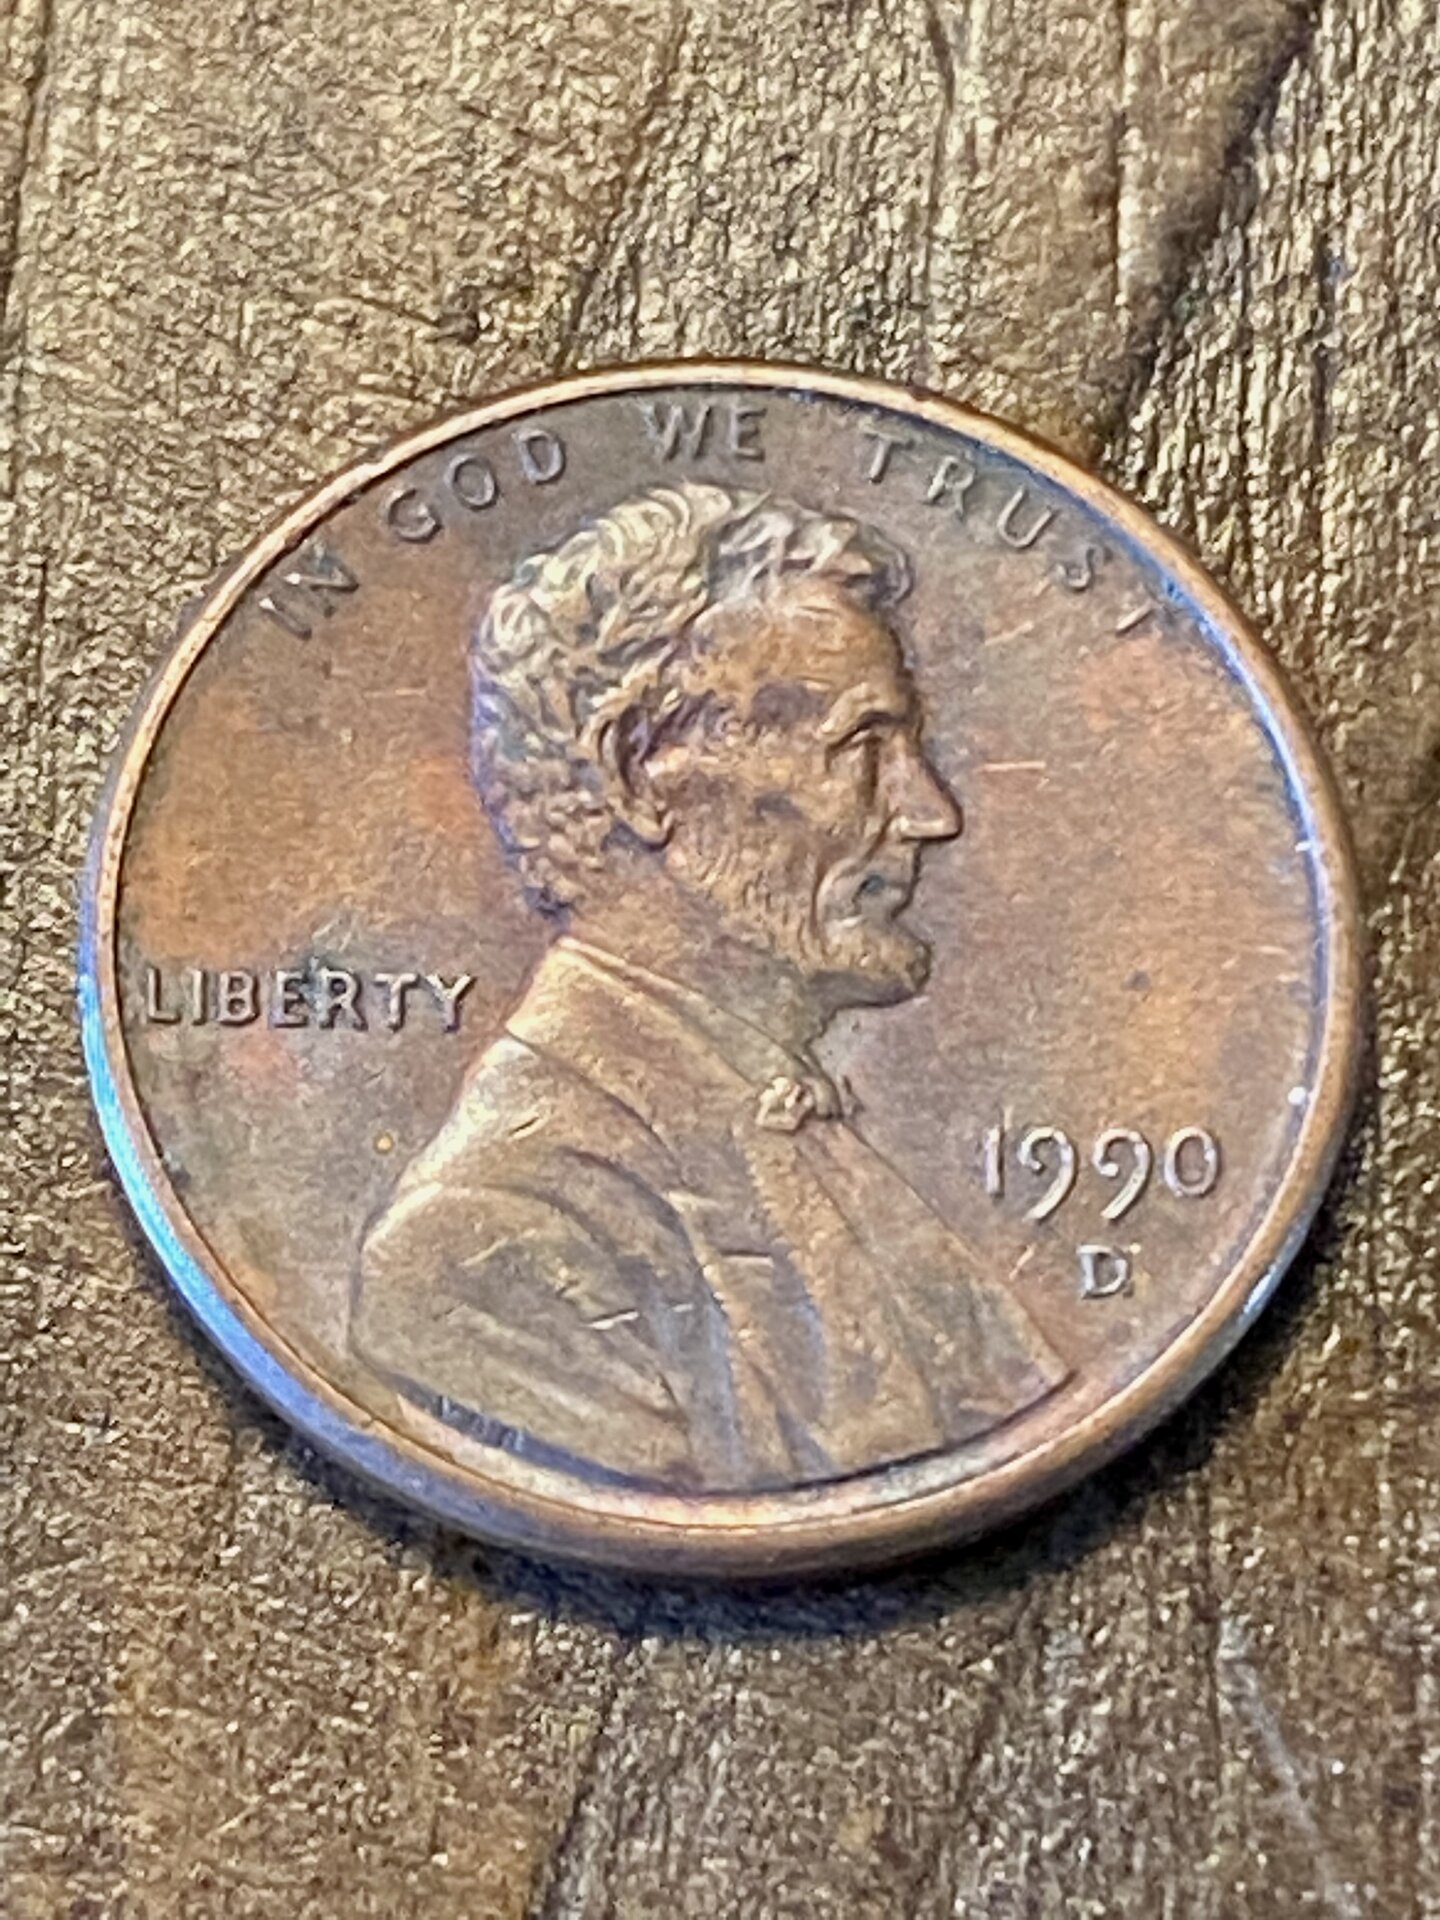 IN GOD WE TRUST
LIBERTY
1990
D